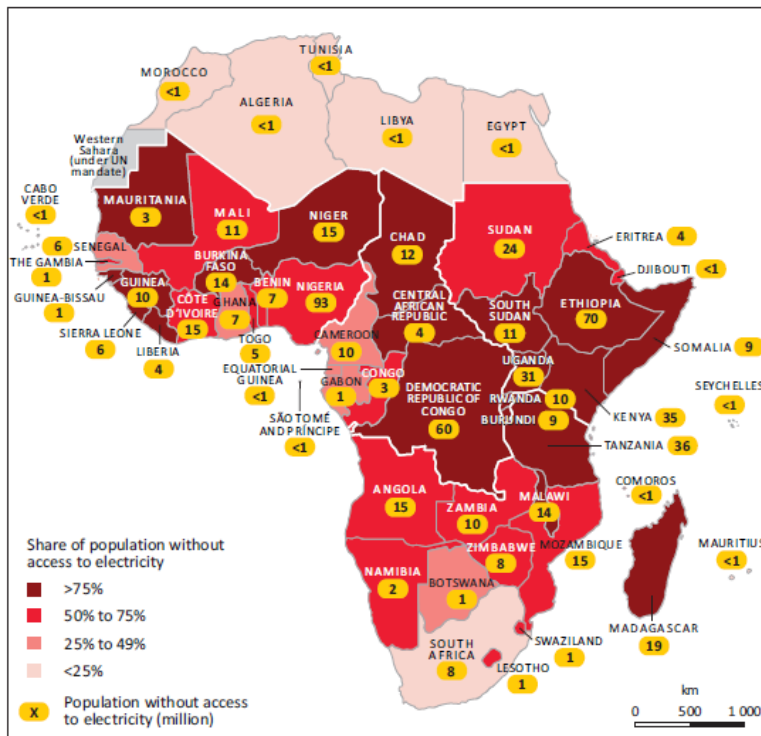 TUNISIA
<1
MOROCCO
<1
ALGERIA
<1
LIBYA
<1
EGYPT
<1
Western
Sahara
(under UN
mandate)
CABO
VERDE
<1
MAURITANIA
3
MALI
11
NIGER
15
CHAD
12
SUDAN
24
ERITREA 4
6 SENEGAL
THE GAMBIA
1
GUINEA-BISSAU
1
GUINEA
10
SIERRA LEONE
6
LIBERIA
4
BURKINA
FASO
14
CÔTE
D'IVOIRE
15
GHANA
7
TOGO
5
BENIN
7
NIGERIA
93
DJIBOUTI <1
ETHIOPIA
70
SOMALIA 9
CENTRAL
AFRICAN
REPUBLIC
4
SOUTH
SUDAN
11
CAMEROON
10
EQUATORIAL
GUINEA
<1
GABON
1
CONGO
3
SÃO TOMÉ
AND PRÍNCIPE
<1
DEMOCRATIC
REPUBLIC OF
CONGO
60
UGANDA
31
RWANDA 10
BURUNDI 9
KENYA 35
TANZANIA 36
SEYCHELLES
<1
COMOROS
<1
ANGOLA
15
ZAMBIA
10
MALAWI
14
MOZAMBIQUE
15
ZIMBABWE
8
NAMIBIA
2
BOTSWANA
1
MAURITIUS
<1
MADAGASCAR
19
SOUTH
AFRICA
8
SWAZILAND
1
LESOTHO
1
Share of population without
access to electricity
>75%
50% to 75%
25% to 49%
<25%
X Population without access
to electricity (million)
km
0 500 1 000